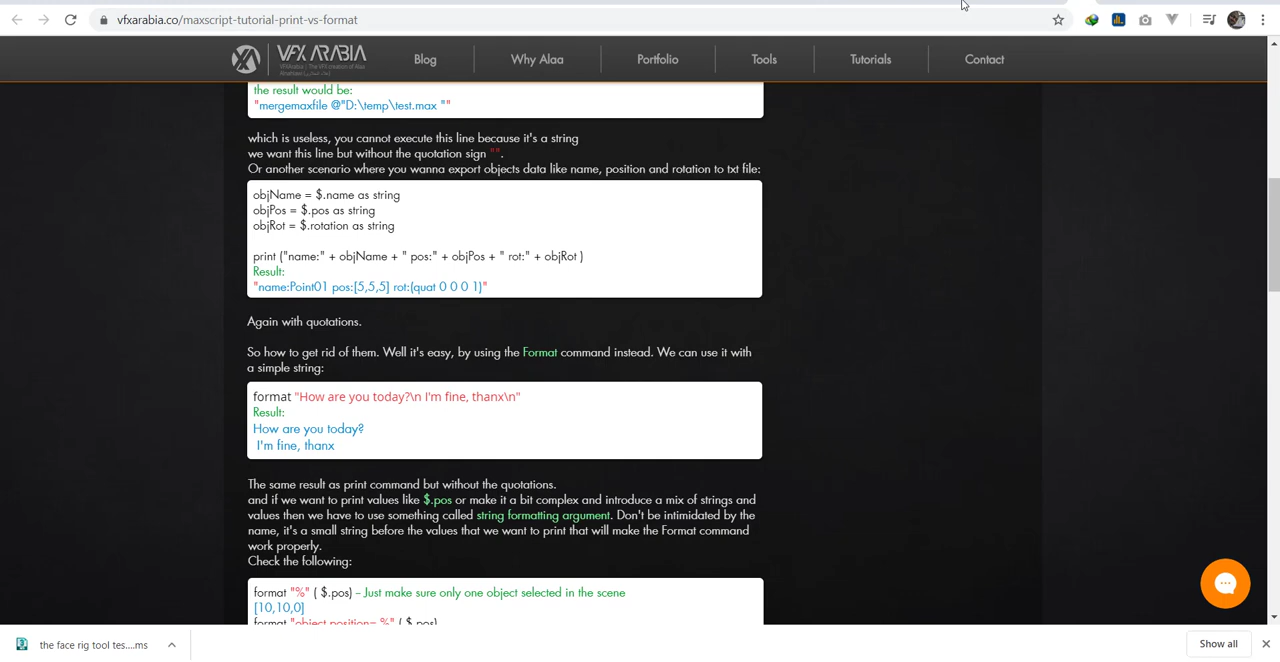 vfxarabia.co/maxscript-tutorial-print-vs-format
VFX ARABIA
Blog
Why Alaa
Portfolio
Tools
Tutorials
Contact
the result would be:
"mergemaxfile @"D:\temp\test.max ""
which is useless, you cannot execute this line because it's a string
we want this line but without the quotation sign "".
Or another scenario where you wanna export objects data like name, position and rotation to txt file:
objName = $.name as string
objPos = $.pos as string
objRot = $.rotation as string
print ("name:" + objName + " pos:" + objPos + " rot:" + objRot )
Result:
"name:Point01 pos:[5,5,5] rot:(quat 0 0 0 1)"
Again with quotations.
So how to get rid of them. Well it's easy, by using the Format command instead. We can use it with
a simple string:
format "How are you today?\n I'm fine, thanx\n"
Result:
How are you today?
I'm fine, thanx
The same result as print command but without the quotations.
and if we want to print values like $.pos or make it a bit complex and introduce a mix of strings and
values then we have to use something called string formatting argument. Don't be intimidated by the
name, it's a small string before the values that we want to print that will make the Format command
work properly.
Check the following:
format "%" ( $.pos) -- Just make sure only one object selected in the scene
[10,10,0]
format "object position= %" ( $.pos)
the face rig tool tes....ms
Show all